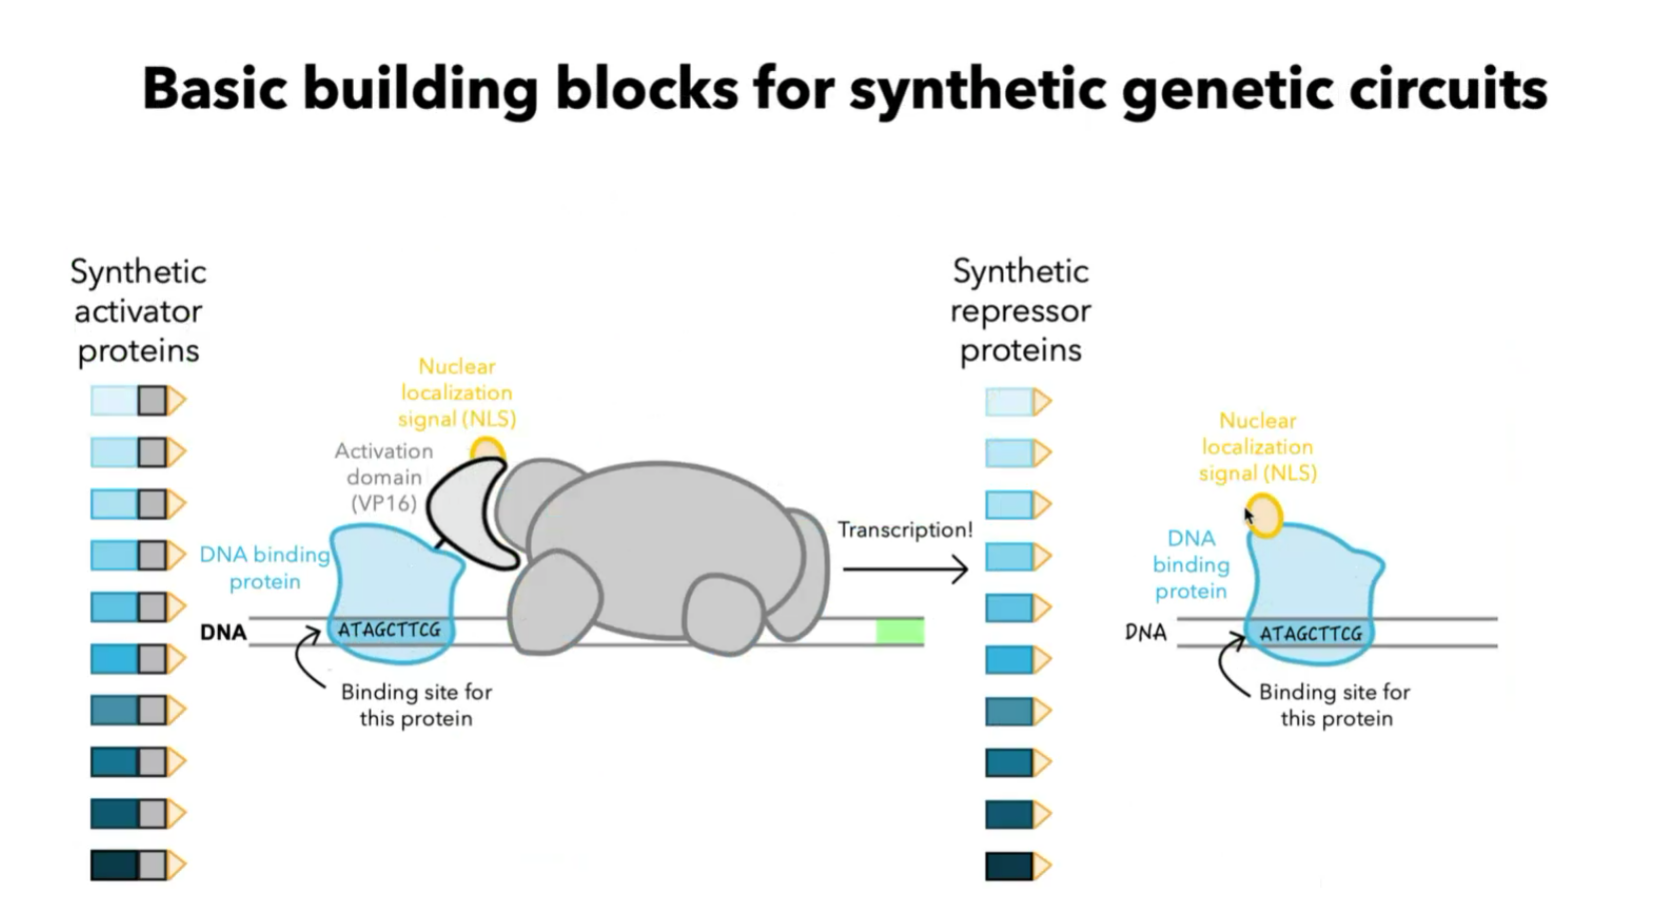 Basic building blocks for synthetic genetic circuits
Synthetic
activator
proteins
Nuclear
localization
signal (NLS)
Activation
domain
(VP16)
DNA binding
protein
DNA
ATAGCTTCG
Binding site for
this protein
Transcription!
Synthetic
repressor
proteins
Nuclear
localization
signal (NLS)
DNA
binding
protein
DNA
ATAGCTTCG
Binding site for
this protein